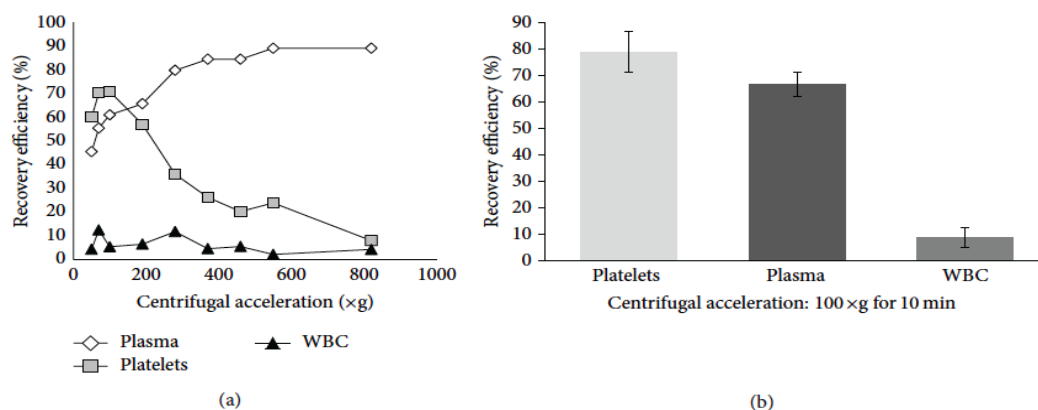 Recovery efficiency (%)
100
90
80
70
60
50
40
30
20
10
0
0 200 400 600 800 1000
Centrifugal acceleration (×g)
Plasma WBC
Platelets
(a)
Recovery efficiency (%)
90
80
70
60
50
40
30
20
10
0
Platelets Plasma WBC
Centrifugal acceleration: 100 ×g for 10 min
(b)